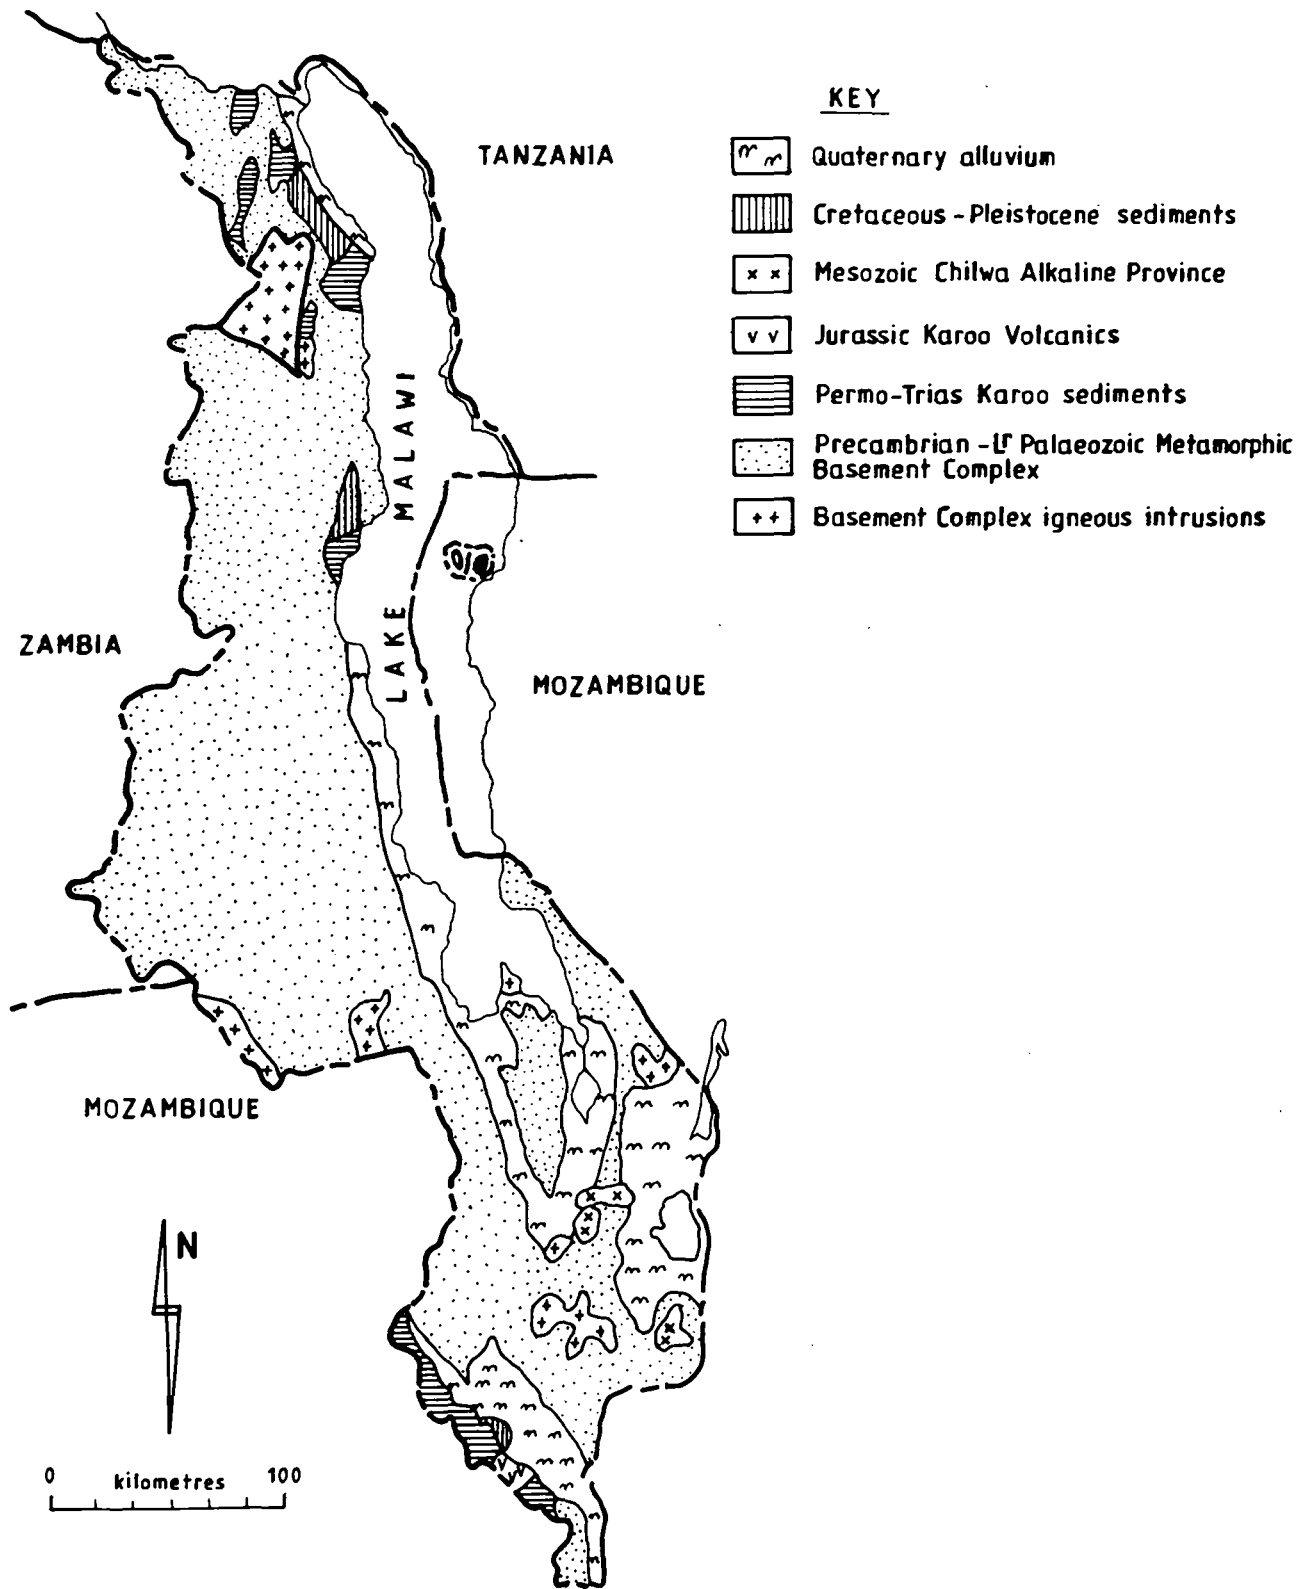 KEY
Quaternary alluvium
Cretaceous - Pleistocene sediments
Mesozoic Chilwa Alkaline Province
Jurassic Karoo Volcanics
Permo-Trias Karoo sediments
Precambrian - Lr Palaeozoic Metamorphic
Basement Complex
Basement Complex igneous intrusions
TANZANIA
LAKE MALAWI
ZAMBIA
MOZAMBIQUE
MOZAMBIQUE
N
0 kilometres 100